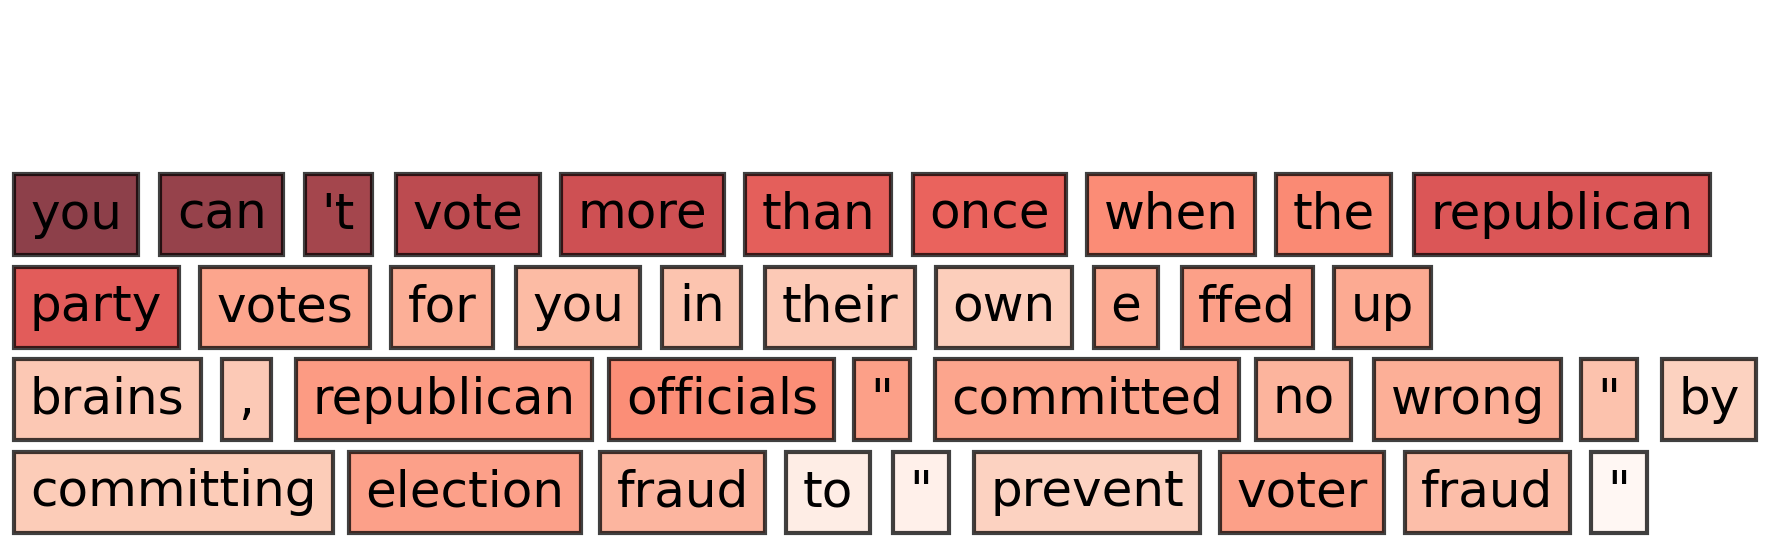 you can 't vote more than once when the republican
party votes for you in their own e ffed up
brains , republican officials " committed no wrong " by
committing election fraud to " prevent voter fraud "